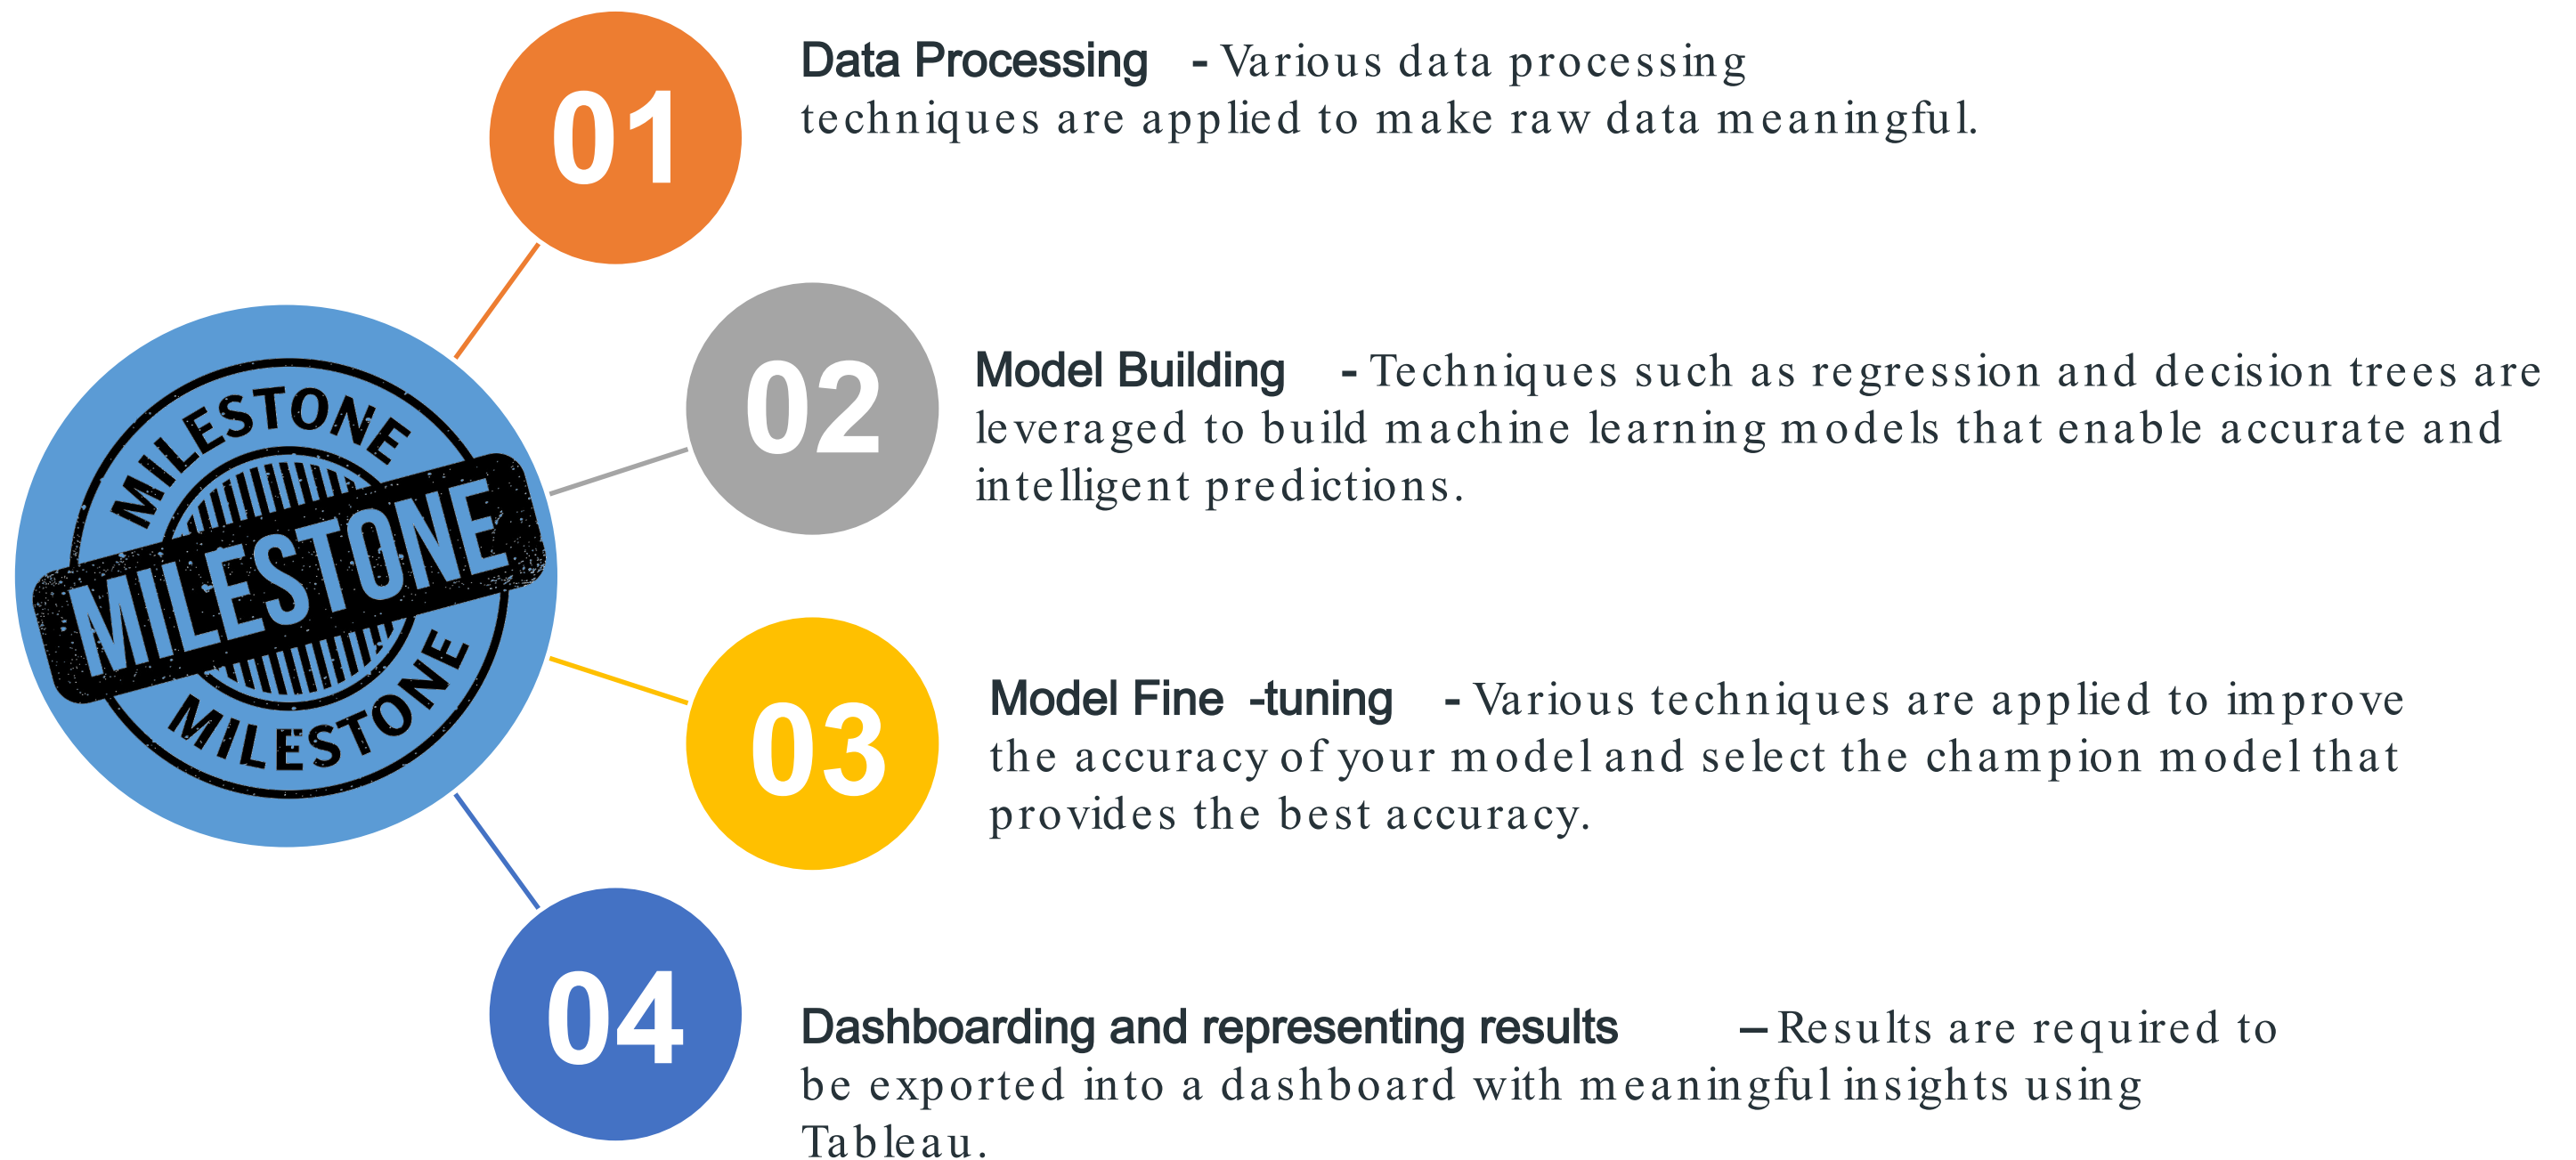 01
Data Processing - Various data processing
techniques are applied to make raw data meaningful.
02
Model Building - Techniques such as regression and decision trees are
leveraged to build machine learning models that enable accurate and
intelligent predictions.
MILESTONE
MILESTONE
MILESTONE
03
Model Fine -tuning - Various techniques are applied to improve
the accuracy of your model and select the champion model that
provides the best accuracy.
04
Dashboarding and representing results – Results are required to
be exported into a dashboard with meaningful insights using
Tableau.